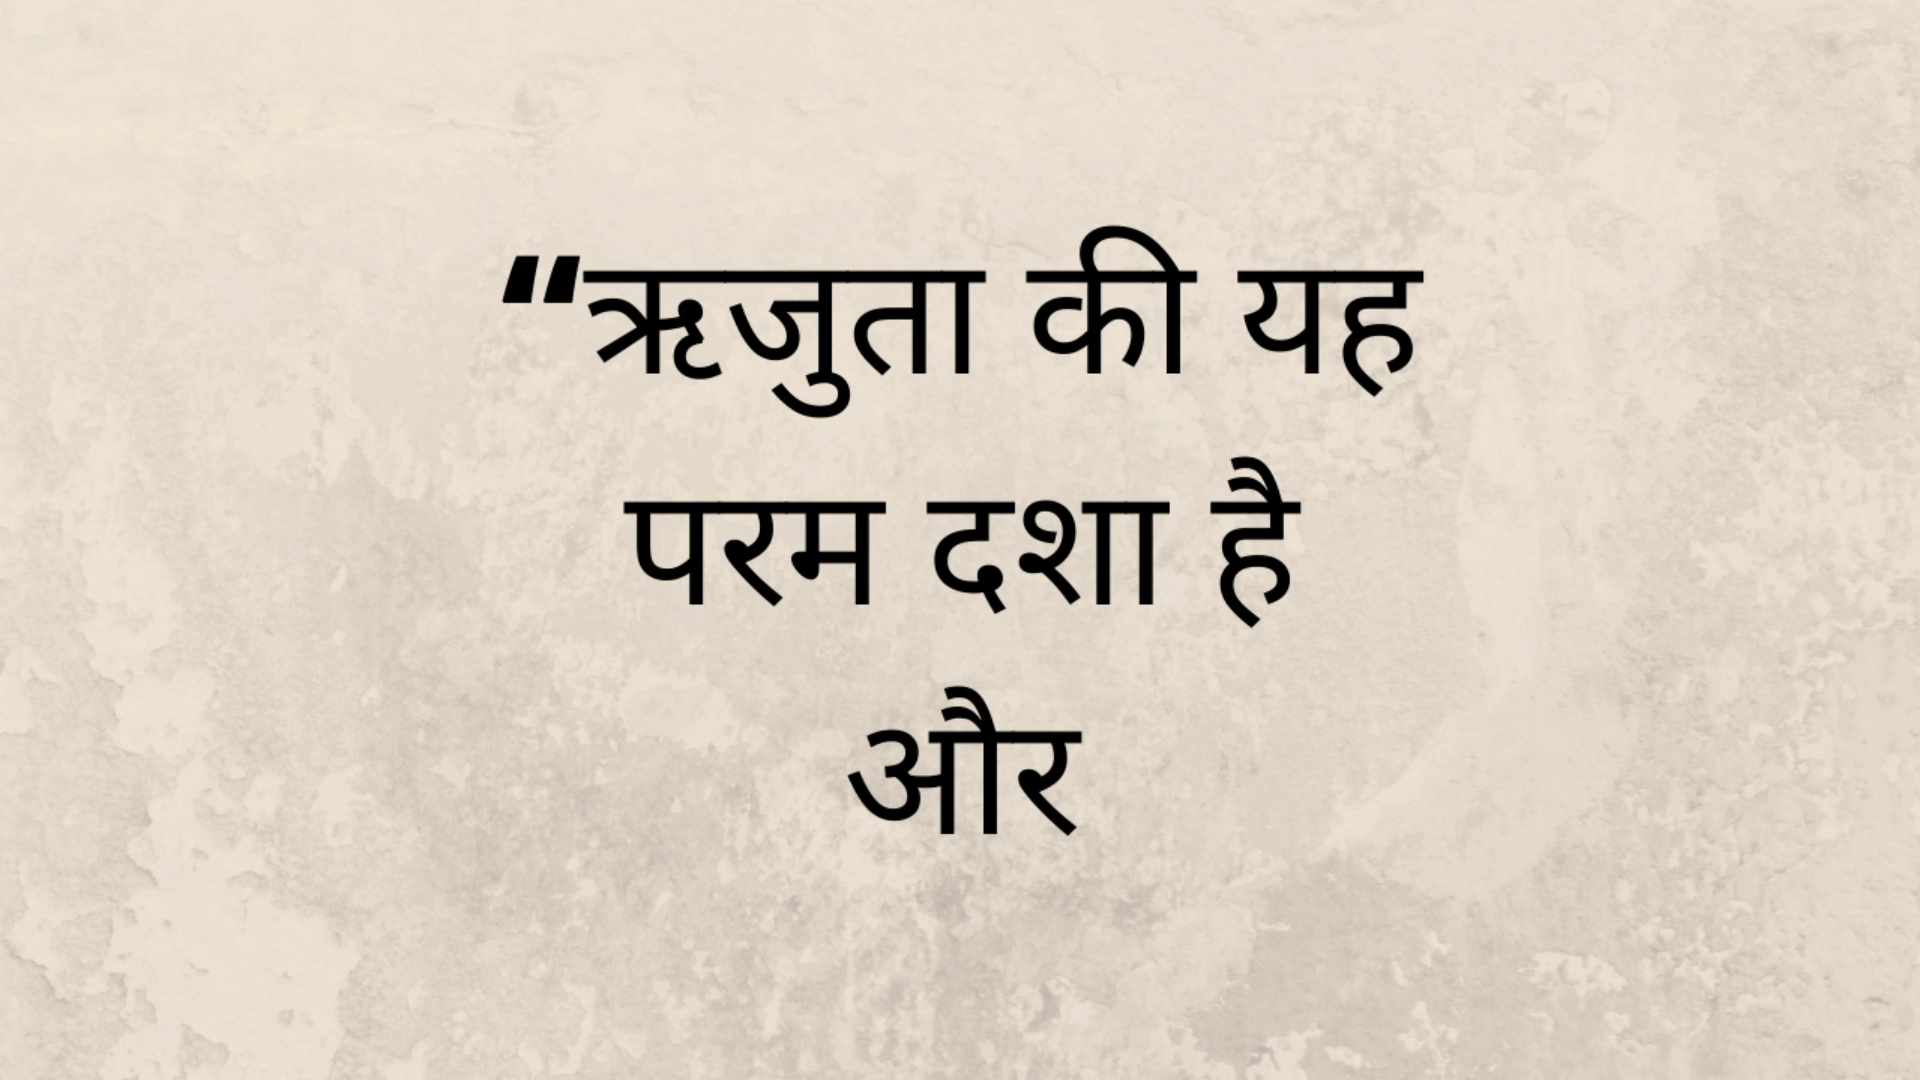 “ऋजुता की यह
परम दशा है
और